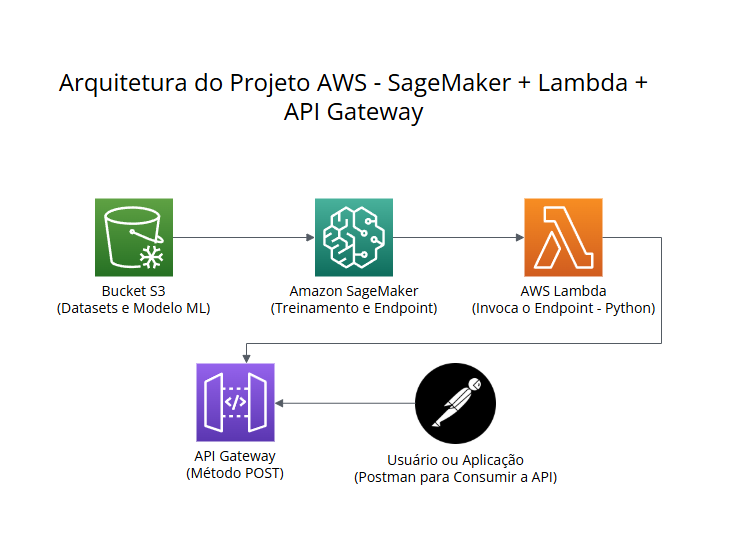 Arquitetura do Projeto AWS - SageMaker + Lambda +
API Gateway
Bucket S3
(Datasets e Modelo ML)
Amazon SageMaker
(Treinamento e Endpoint)
AWS Lambda
(Invoca o Endpoint - Python)
</>
API Gateway
(Método POST)
Usuário ou Aplicação
(Postman para Consumir a API)